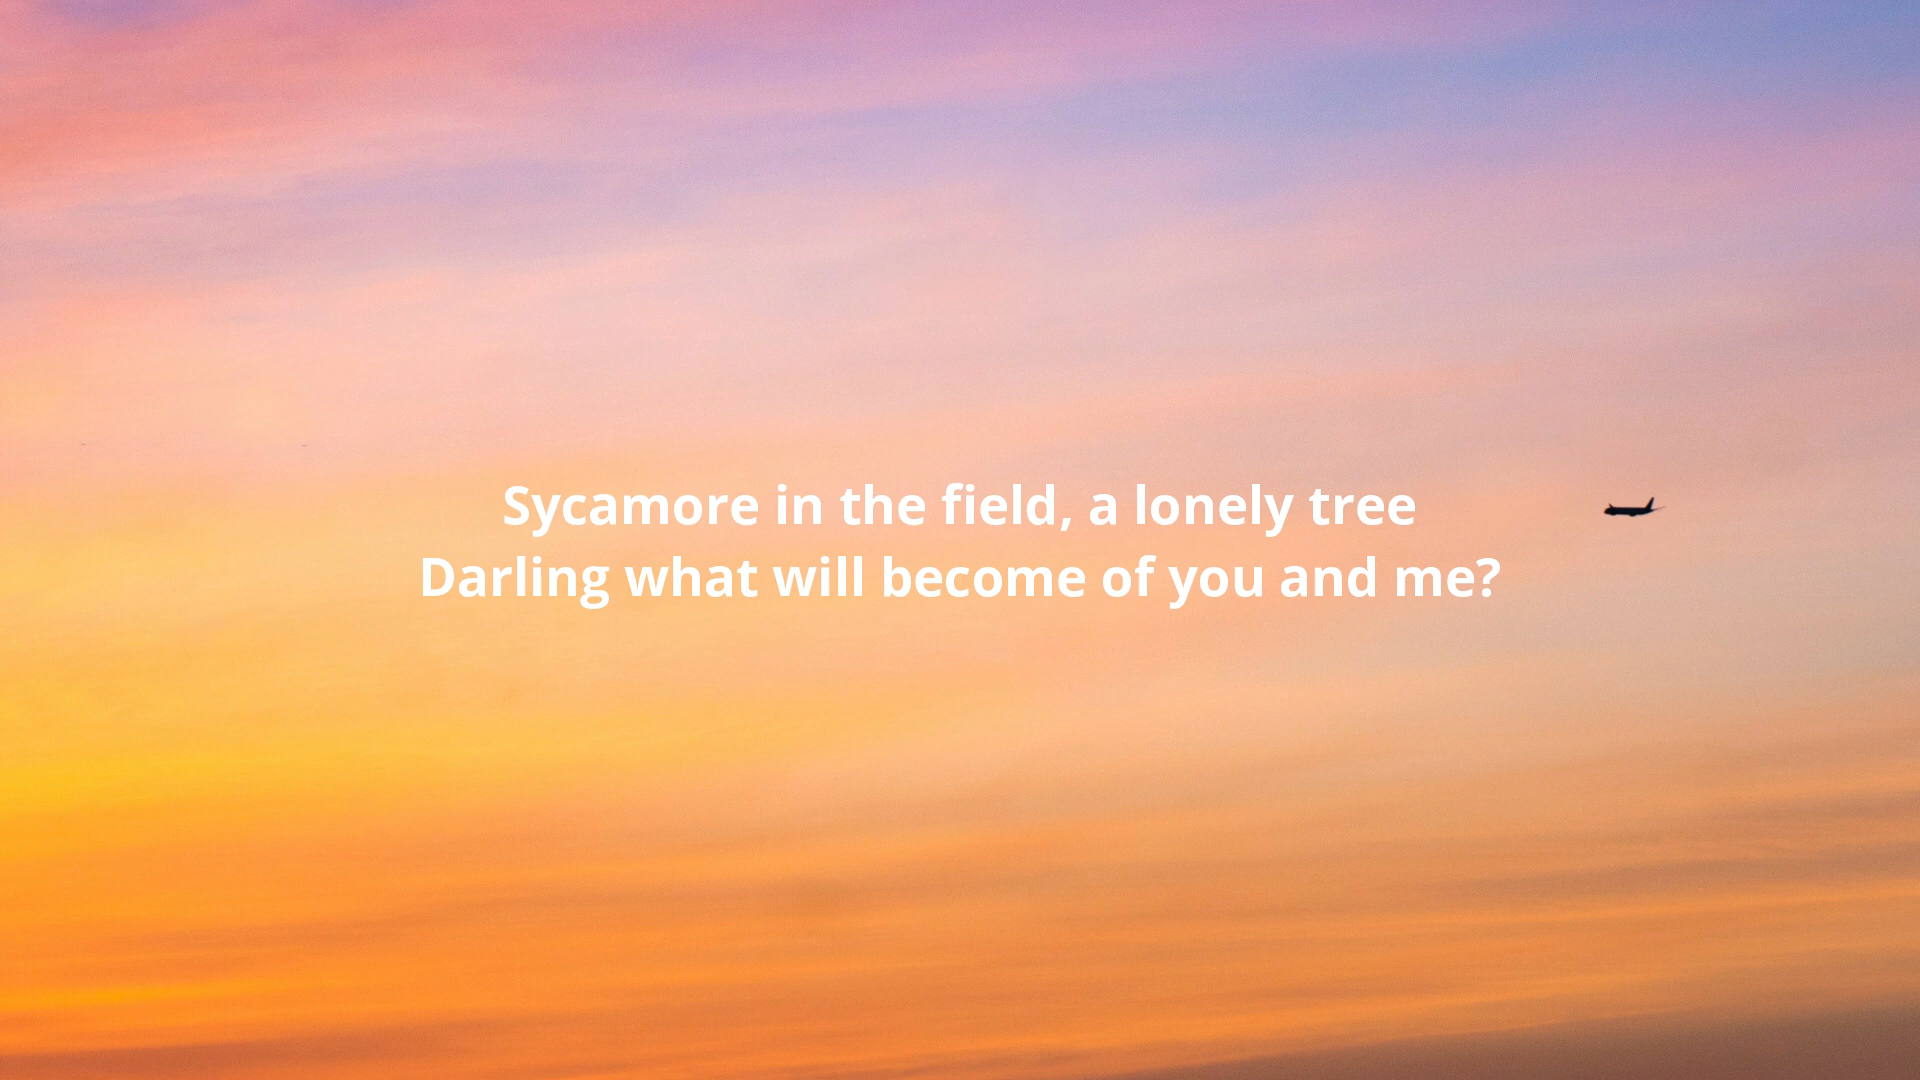 Sycamore in the field, a lonely tree
Darling what will become of you and me?